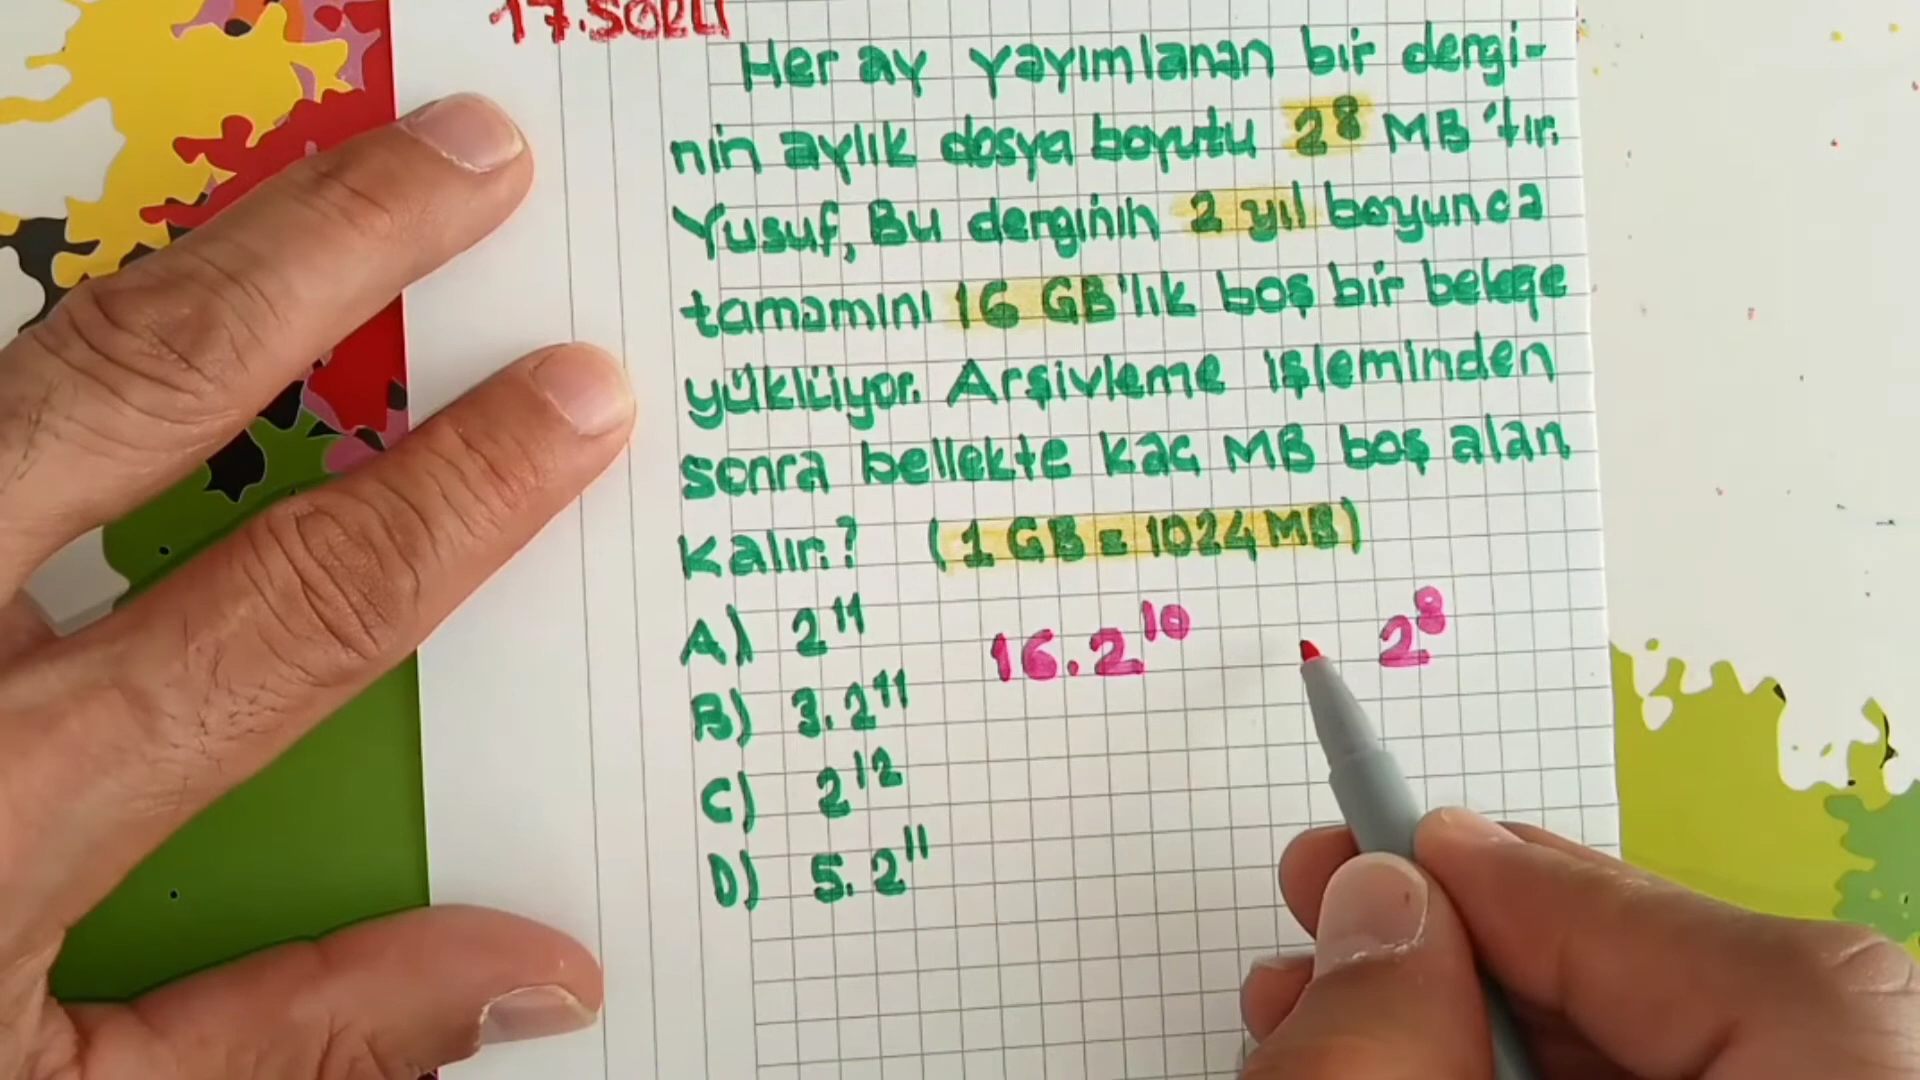 17.SORU
Her ay yayımlanan bir dergi-
nin aylık dosya boyutu 2⁸ MB'tır.
Yusuf, Bu derginin 2 yıl boyunca
tamamını 16 GB'lık boş bir beleğe
yüklüyor. Arşivleme işleminden
sonra bellekte kaç MB boş alan
kalır.? (1 GB = 1024 MB)
A) 2¹¹
16.2¹⁰ 2⁸
B) 3.2¹¹
C) 2¹²
D) 5.2¹¹